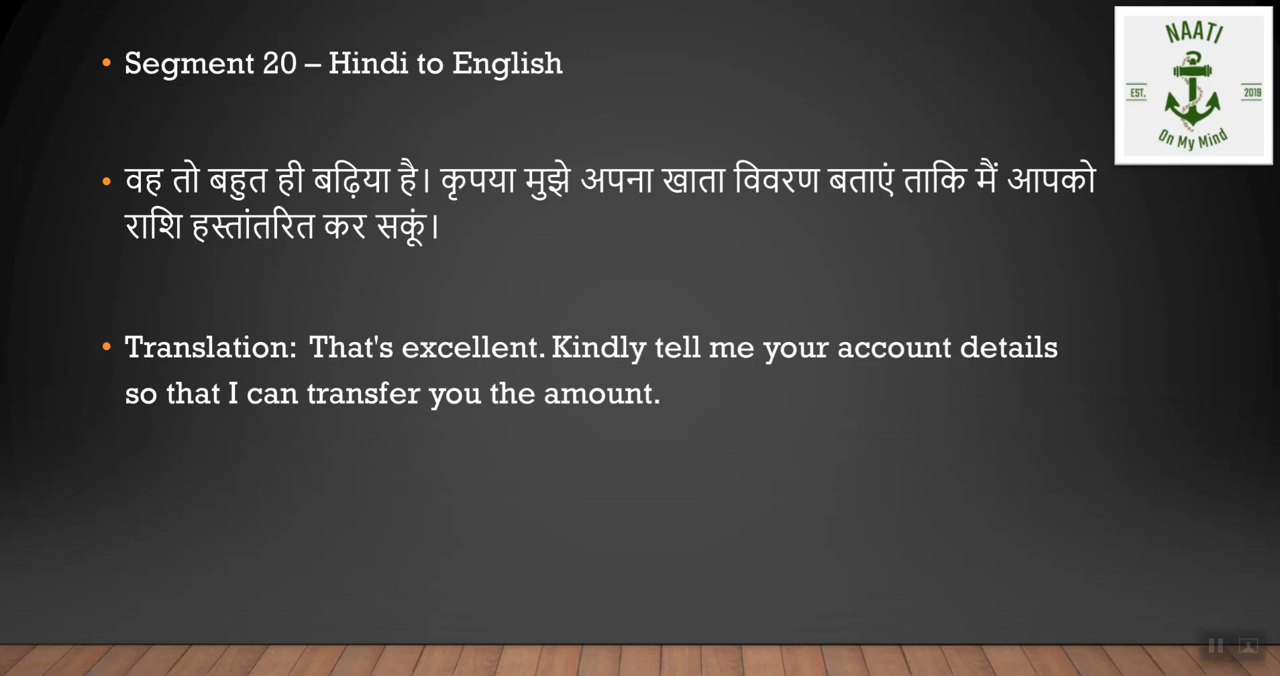 Segment 20 – Hindi to English
वह तो बहुत ही बढ़िया है। कृपया मुझे अपना खाता विवरण बताएं ताकि मैं आपको
राशि हस्तांतरित कर सकूं।
Translation: That's excellent. Kindly tell me your account details
so that I can transfer you the amount.
NAATI
EST. 2019
On My Mind